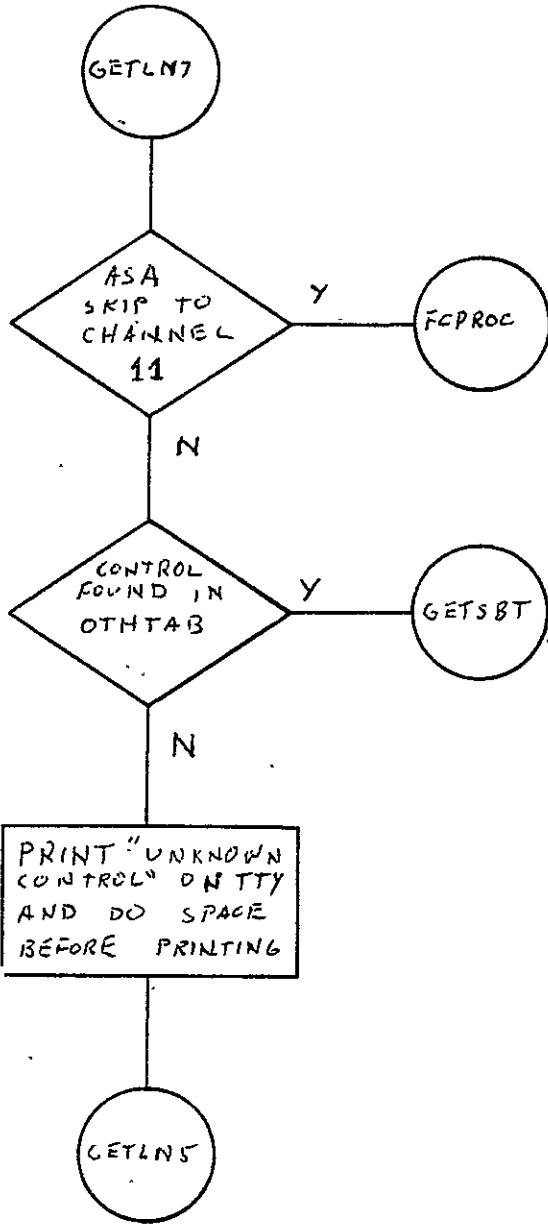 GETLN7
ASA
SKIP TO
CHANNEL
11
Y
FCPROC
N
CONTROL
FOUND IN
OTHTAB
Y
GETSBT
N
PRINT "UNKNOWN
CONTROL" ON TTY
AND DO SPACE
BEFORE PRINTING
GETLN5